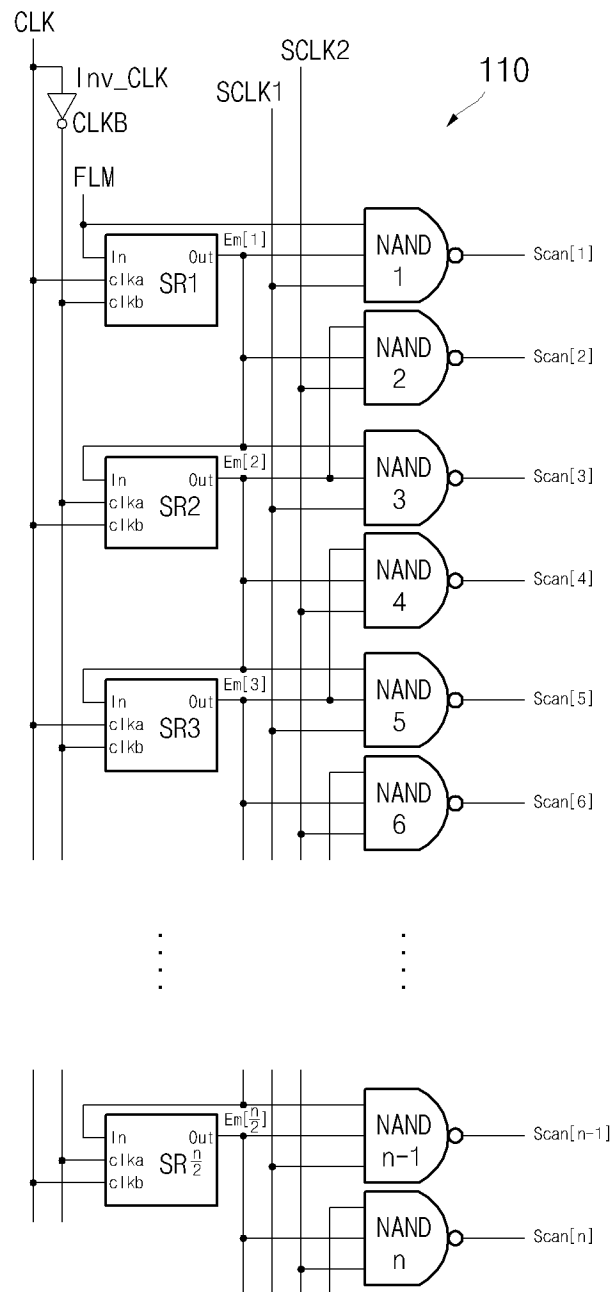 CLK
Inv_CLK
CLKB
SCLK2
SCLK1
110
FLM
In
clka
clkb
Out
SR1
Em[1]
NAND
1
Scan[1]
NAND
2
Scan[2]
In
clka
clkb
Out
SR2
Em[2]
NAND
3
Scan[3]
NAND
4
Scan[4]
In
clka
clkb
Out
SR3
Em[3]
NAND
5
Scan[5]
NAND
6
Scan[6]
In
clka
clkb
Out
SR n/2
Em[n/2]
NAND
n-1
Scan[n-1]
NAND
n
Scan[n]